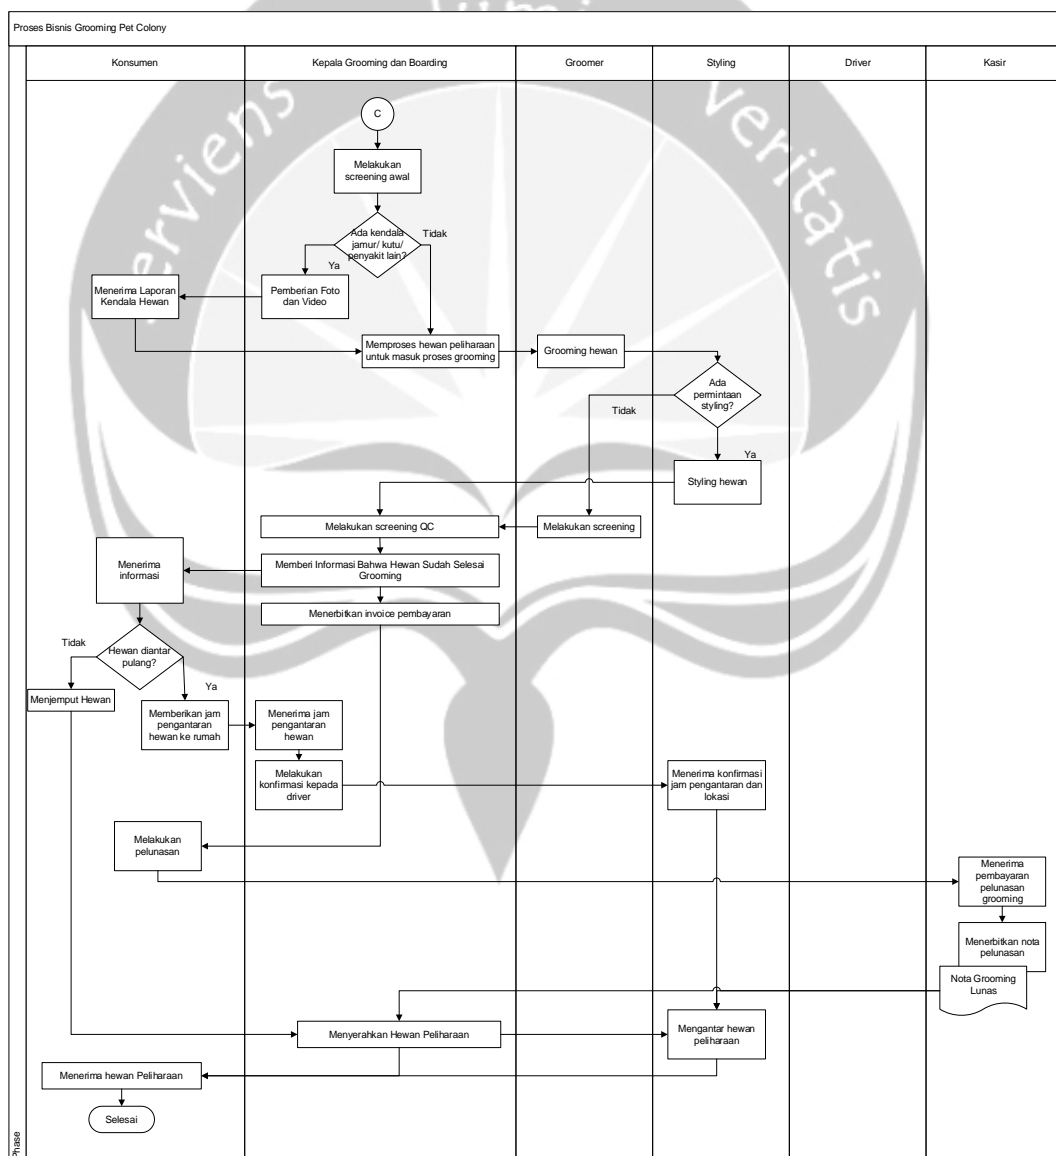 Proses Bisnis Grooming Pet Colony
Konsumen
Kepala Grooming dan Boarding
Groomer
Styling
Driver
Kasir
C
Melakukan
screening awal
Ada kendala
jamur/ kutu/
penyakit lain?
Tidak
Ya
Pemberian Foto
dan Video
Menerima Laporan
Kendala Hewan
Memproses hewan peliharaan
untuk masuk proses grooming
Grooming hewan
Ada
permintaan
styling?
Tidak
Ya
Styling hewan
Melakukan screening QC
Melakukan screening
Memberi Informasi Bahwa Hewan Sudah Selesai
Grooming
Menerima
informasi
Menerbitkan invoice pembayaran
Hewan diantar
pulang?
Tidak
Ya
Menjemput Hewan
Memberikan jam
pengantaran
hewan ke rumah
Menerima jam
pengantaran
hewan
Melakukan
konfirmasi kepada
driver
Menerima konfirmasi
jam pengantaran dan
lokasi
Melakukan
pelunasan
Menerima
pembayaran
pelunasan
grooming
Menerbitkan nota
pelunasan
Nota Grooming
Lunas
Menyerahkan Hewan Peliharaan
Mengantar hewan
peliharaan
Menerima hewan Peliharaan
Selesai
Phase
serviens
veritatis